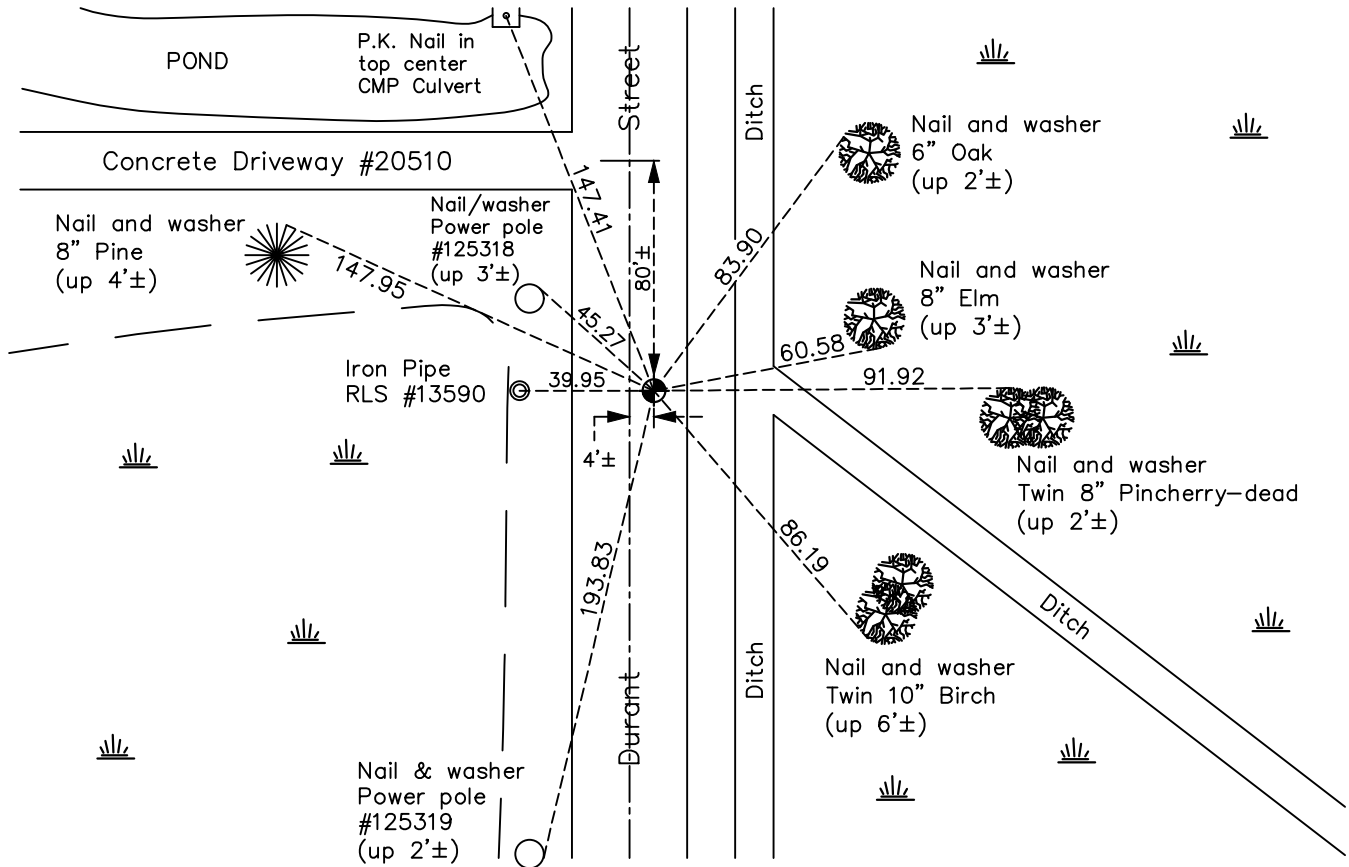 POND
P.K. Nail in
top center
CMP Culvert
Street
Ditch
Nail and washer
6” Oak
(up 2’±)
Concrete Driveway #20510
147.41
80’±
83.90
Nail and washer
8” Pine
(up 4’±)
147.95
Nail/washer
Power pole
#125318
(up 3’±)
45.27
Nail and washer
8” Elm
(up 3’±)
60.58
Iron Pipe
RLS #13590
39.95
91.92
4’±
Nail and washer
Twin 8” Pincherry–dead
(up 2’±)
193.83
86.19
Ditch
Durant
Ditch
Nail and washer
Twin 10” Birch
(up 6’±)
Nail & washer
Power pole
#125319
(up 2’±)